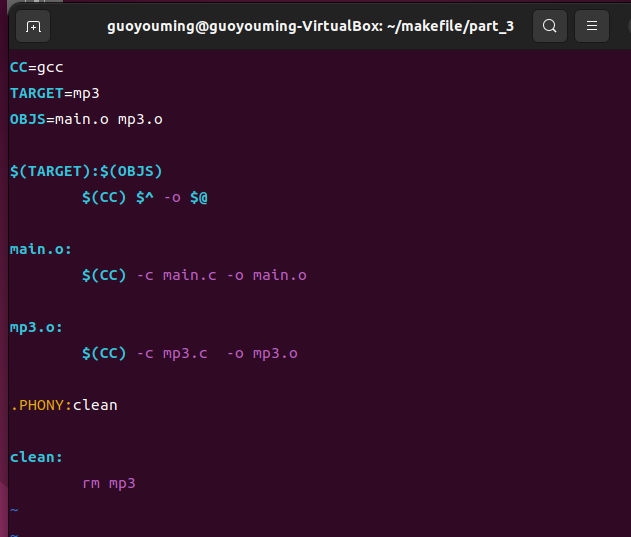 guoyouming@guoyouming-VirtualBox: ~/makefile/part_3
CC=gcc
TARGET=mp3
OBJS=main.o mp3.o
$(TARGET):$(OBJS)
$(CC) $^ -o $@
main.o:
$(CC) -c main.c -o main.o
mp3.o:
$(CC) -c mp3.c  -o mp3.o
.PHONY:clean
clean:
rm mp3
~
~